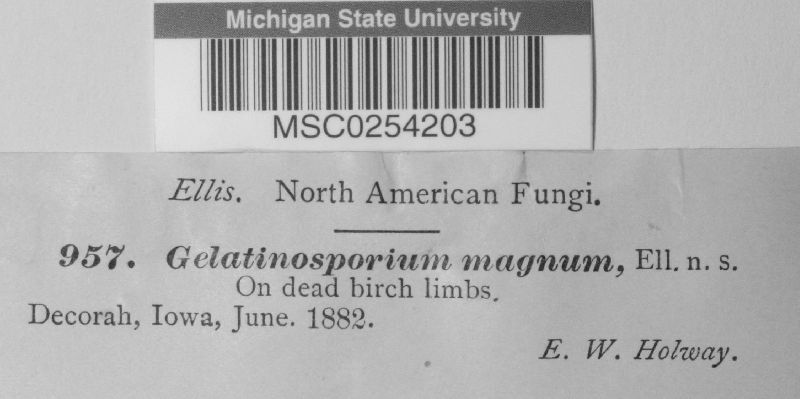 Michigan State University
MSC0254203
Ellis. North American Fungi.
957. Gelatinosporium magnum, Ell. n. s.
On dead birch limbs.
Decorah, Iowa, June. 1882.
E. W. Holway.